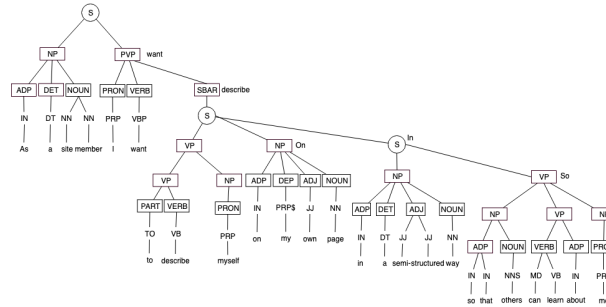 S
NP PVP want
ADP DET NOUN PRON VERB SBAR describe
IN DT NN NN PRP VBP S
As a site member I want
VP NP On S In
VP NP ADP DEP ADJ NOUN NP VP So
PART VERB PRON IN PRP$ JJ NN ADP DET ADJ NOUN NP VP
TO VB PRP on my own page IN DT JJ JJ NN ADP NOUN VERB ADP
to describe myself in a semi-structured way IN IN NNS MD VB IN
so that others can learn about